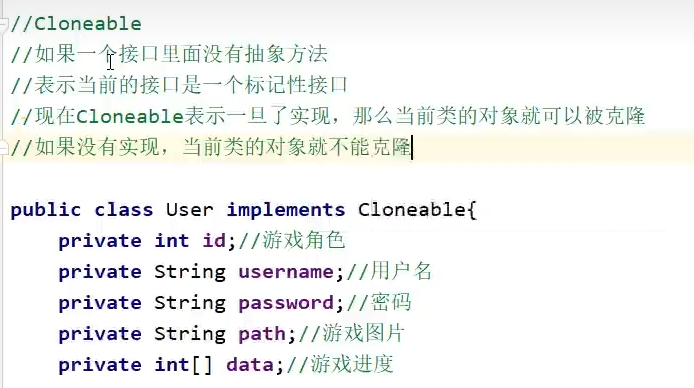 //Cloneable
//如果一个接口里面没有抽象方法
//表示当前的接口是一个标记性接口
//现在Cloneable表示一旦了实现，那么当前类的对象就可以被克隆
//如果没有实现，当前类的对象就不能克隆
public class User implements Cloneable{
private int id;//游戏角色
private String username;//用户名
private String password;//密码
private String path;//游戏图片
private int[] data;//游戏进度